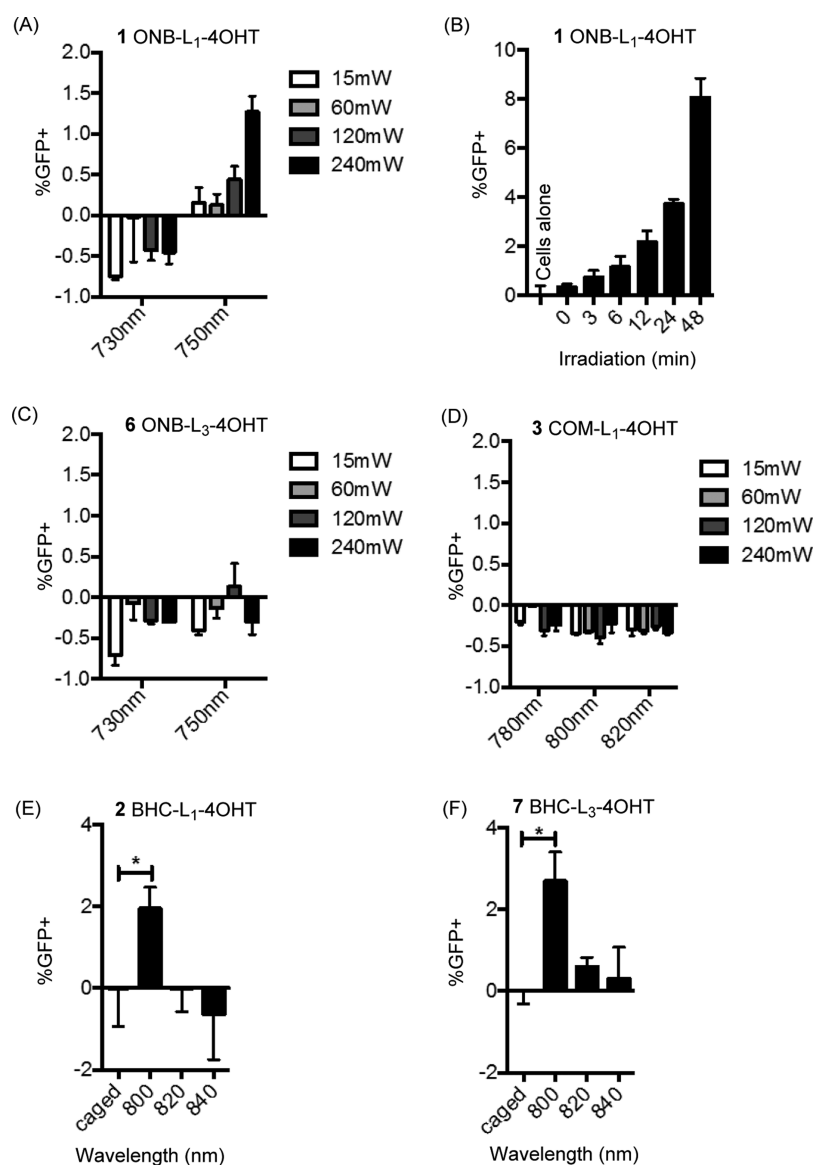 (A)
1 ONB-L₁-4OHT
%GFP+
2.0
1.5
1.0
0.5
0.0
-0.5
-1.0
730nm
750nm
15mW
60mW
120mW
240mW
(B)
1 ONB-L₁-4OHT
%GFP+
10
8
6
4
2
0
Cells alone
0
3
6
12
24
48
Irradiation (min)
(C)
6 ONB-L₃-4OHT
%GFP+
2.0
1.5
1.0
0.5
0.0
-0.5
-1.0
730nm
750nm
15mW
60mW
120mW
240mW
(D)
3 COM-L₁-4OHT
%GFP+
2.0
1.5
1.0
0.5
0.0
-0.5
-1.0
780nm
800nm
820nm
15mW
60mW
120mW
240mW
(E)
2 BHC-L₁-4OHT
%GFP+
4
2
0
-2
*
caged
800
820
840
Wavelength (nm)
(F)
7 BHC-L₃-4OHT
%GFP+
4
2
0
-2
*
caged
800
820
840
Wavelength (nm)